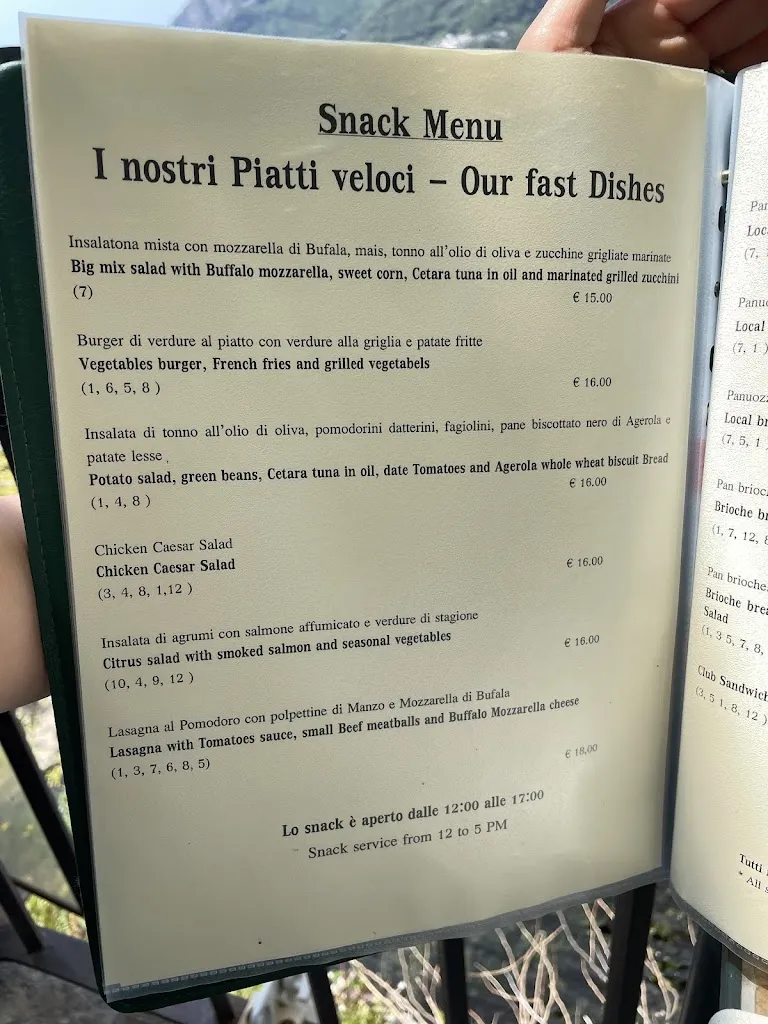 Snack Menu
I nostri Piatti veloci – Our fast Dishes
Insalatona mista con mozzarella di Bufala, mais, tonno all'olio di oliva e zucchine grigliate marinate
Big mix salad with Buffalo mozzarella, sweet corn, Cetara tuna in oil and marinated grilled zucchini
(7) € 15.00
Burger di verdure al piatto con verdure alla griglia e patate fritte
Vegetables burger, French fries and grilled vegetabels
(1, 6, 5, 8 ) € 16.00
Insalata di tonno all'olio di oliva, pomodorini datterini, fagiolini, pane biscottato nero di Agerola e
patate lesse .
Potato salad, green beans, Cetara tuna in oil, date Tomatoes and Agerola whole wheat biscuit Bread
(1, 4, 8 ) € 16.00
Chicken Caesar Salad
Chicken Caesar Salad € 16.00
(3, 4, 8, 1,12 )
Insalata di agrumi con salmone affumicato e verdure di stagione
Citrus salad with smoked salmon and seasonal vegetables € 16.00
(10, 4, 9, 12 )
Lasagna al Pomodoro con polpettine di Manzo e Mozzarella di Bufala
Lasagna with Tomatoes sauce, small Beef meatballs and Buffalo Mozzarella cheese
(1, 3, 7, 6, 8, 5) € 18,00
Lo snack è aperto dalle 12:00 alle 17:00
Snack service from 12 to 5 PM
(7,
Local
(7, 1 )
Local br
(7, 5, 1
Pan brioc
Brioche br
(1, 7, 12, 8
Pan brioche
Brioche brea
Salad
(1, 3 5, 7, 8,
Club Sandwich
(3, 5 1, 8, 12 )
Tutti
* All s